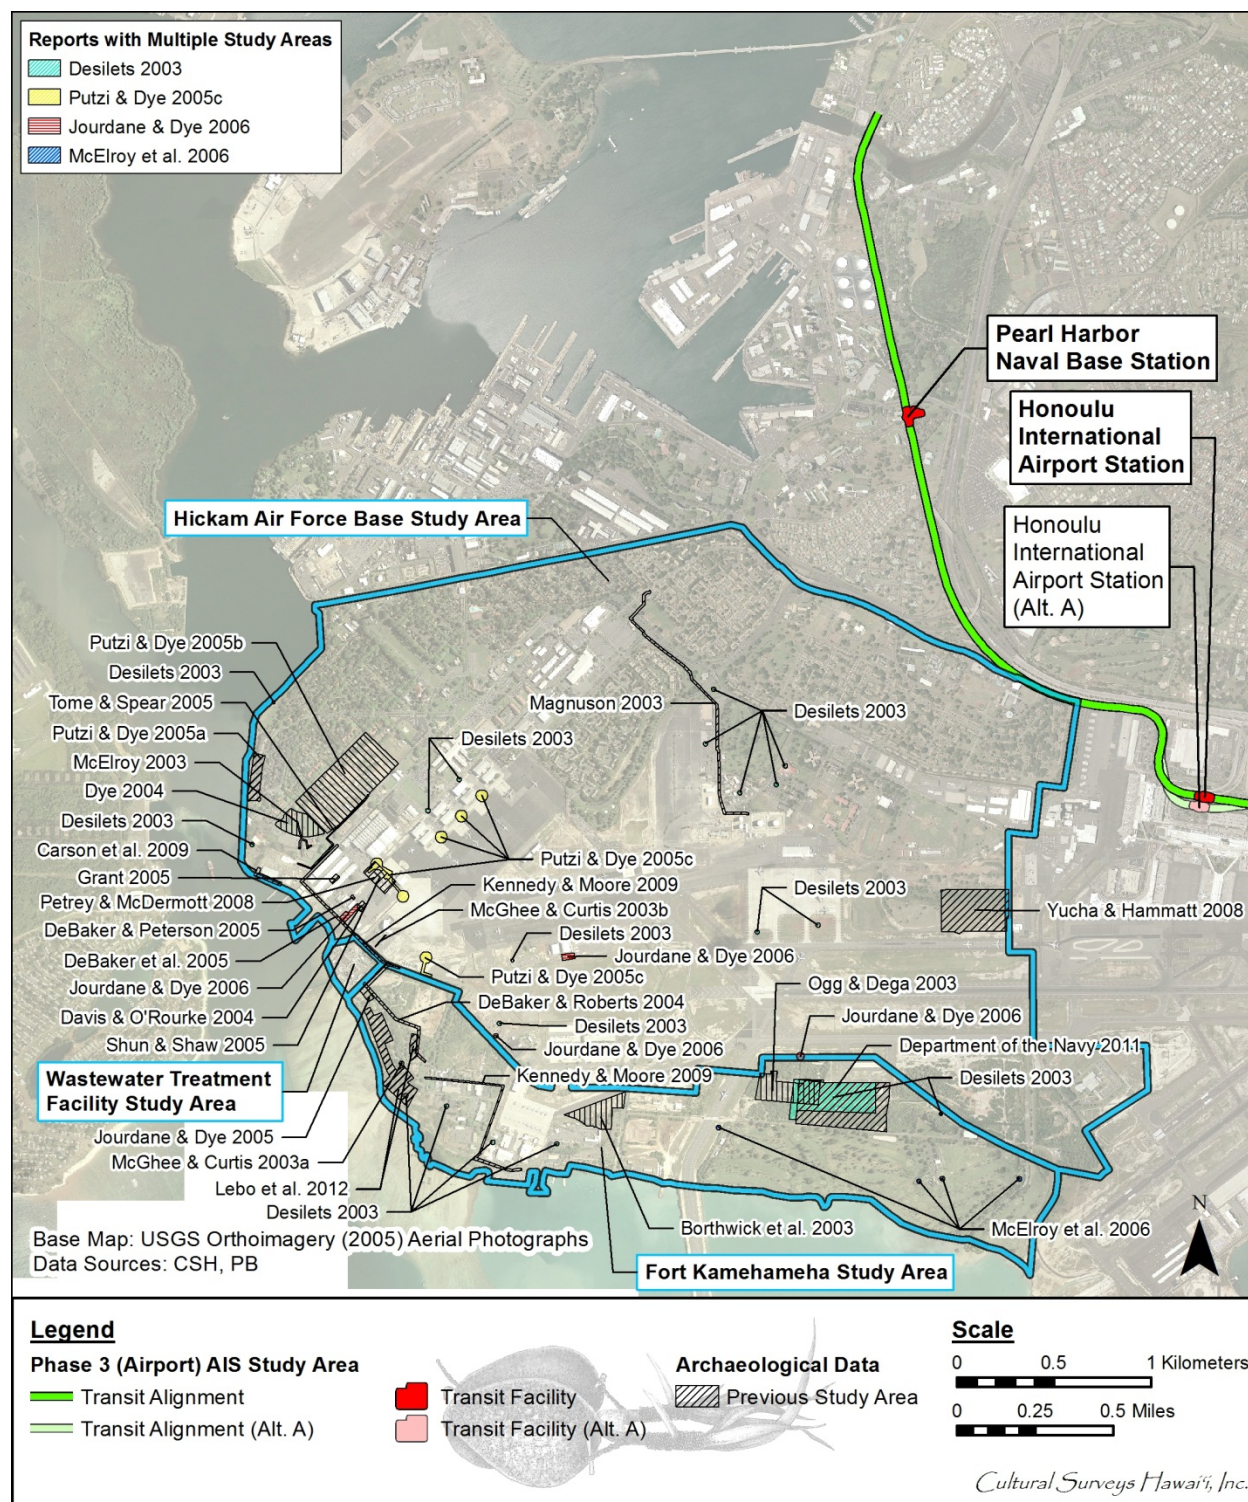 Reports with Multiple Study Areas
Desilets 2003
Putzi & Dye 2005c
Jourdane & Dye 2006
McElroy et al. 2006
Pearl Harbor
Naval Base Station
Honoulu
International
Airport Station
Honoulu
International
Airport Station
(Alt. A)
Hickam Air Force Base Study Area
Putzi & Dye 2005b
Desilets 2003
Tome & Spear 2005
Putzi & Dye 2005a
McElroy 2003
Dye 2004
Desilets 2003
Carson et al. 2009
Grant 2005
Petrey & McDermott 2008
DeBaker & Peterson 2005
DeBaker et al. 2005
Jourdane & Dye 2006
Davis & O'Rourke 2004
Shun & Shaw 2005
Wastewater Treatment
Facility Study Area
Jourdane & Dye 2005
McGhee & Curtis 2003a
Lebo et al. 2012
Desilets 2003
Magnuson 2003
Desilets 2003
Desilets 2003
Putzi & Dye 2005c
Kennedy & Moore 2009
McGhee & Curtis 2003b
Desilets 2003
Jourdane & Dye 2006
Putzi & Dye 2005c
DeBaker & Roberts 2004
Desilets 2003
Jourdane & Dye 2006
Kennedy & Moore 2009
Desilets 2003
Yucha & Hammatt 2008
Ogg & Dega 2003
Jourdane & Dye 2006
Department of the Navy 2011
Desilets 2003
Borthwick et al. 2003
McElroy et al. 2006
Fort Kamehameha Study Area
N
Base Map: USGS Orthoimagery (2005) Aerial Photographs
Data Sources: CSH, PB
Legend
Phase 3 (Airport) AIS Study Area
Transit Alignment
Transit Alignment (Alt. A)
Transit Facility
Transit Facility (Alt. A)
Archaeological Data
Previous Study Area
Scale
0 0.5 1 Kilometers
0 0.25 0.5 Miles
Cultural Surveys Hawaiʻi, Inc.